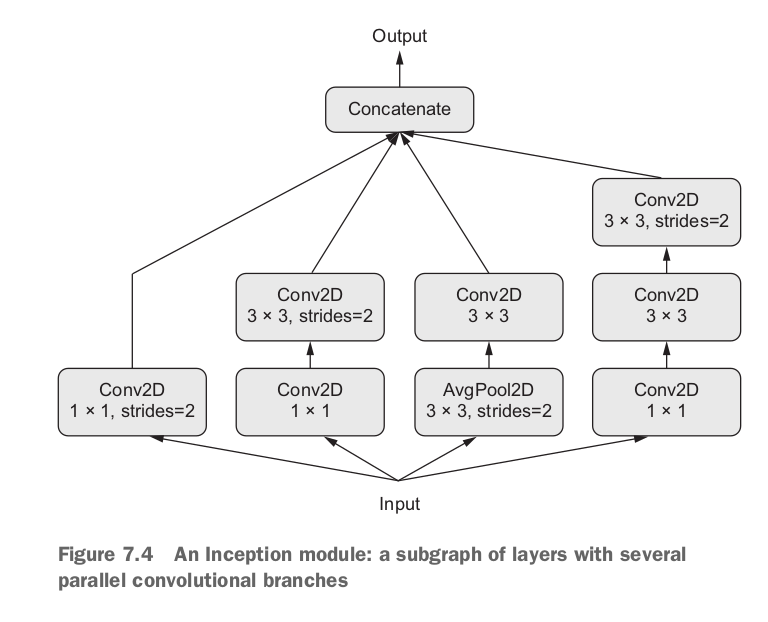 Output
Concatenate
Conv2D
3 × 3, strides=2
Conv2D
3 × 3, strides=2
Conv2D
3 × 3
Conv2D
3 × 3
Conv2D
1 × 1, strides=2
Conv2D
1 × 1
AvgPool2D
3 × 3, strides=2
Conv2D
1 × 1
Input
Figure 7.4 An Inception module: a subgraph of layers with several
parallel convolutional branches